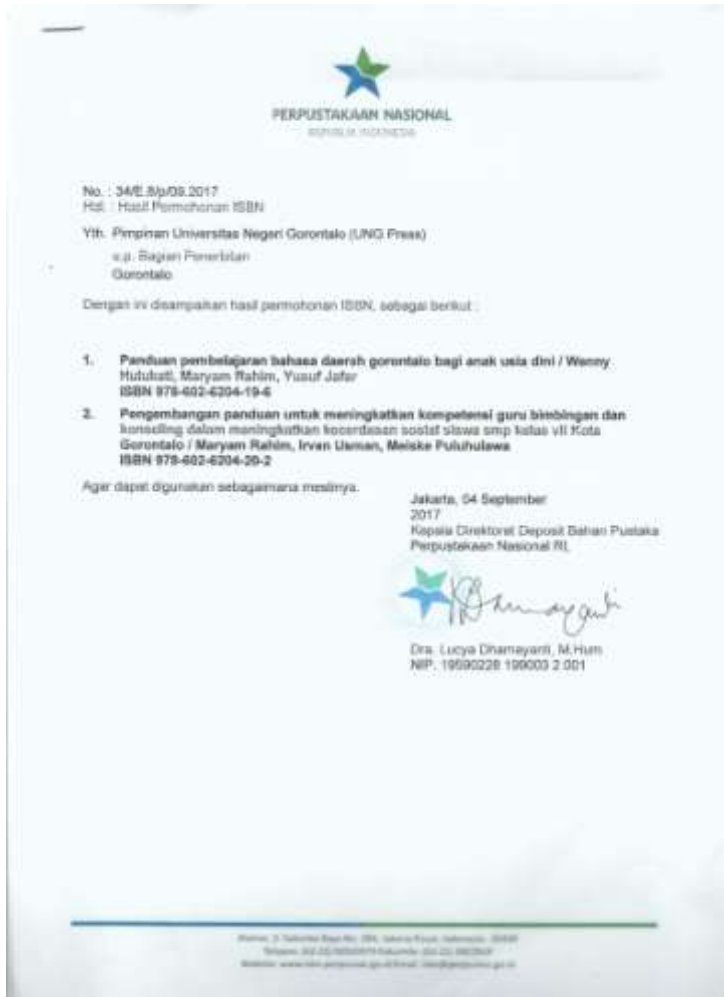 PERPUSTAKAAN NASIONAL
REPUBLIK INDONESIA
No. : 34/E.8/p/09.2017
Hal. : Hasil Permohonan ISBN
Yth. Pimpinan Universitas Negeri Gorontalo (UNG Press)
u.p. Bagian Penerbitan
Gorontalo
Dengan ini disampaikan hasil permohonan ISBN, sebagai berikut :
1. Panduan pembelajaran bahasa daerah gorontalo bagi anak usia dini / Wenny
Hulukati, Maryam Rahim, Yusuf Jafar
ISBN 978-602-6204-19-6
2. Pengembangan panduan untuk meningkatkan kompetensi guru bimbingan dan
konseling dalam meningkatkan kecerdasan sosial siswa smp kelas vii Kota
Gorontalo / Maryam Rahim, Irvan Usman, Meiske Puluhulawa
ISBN 978-602-6204-20-2
Agar dapat digunakan sebagaimana mestinya.
Jakarta, 04 September
2017
Kepala Direktorat Deposit Bahan Pustaka
Perpustakaan Nasional RI,
Dra. Lucya Dhamayanti, M.Hum
NIP. 19590228 199003 2 001